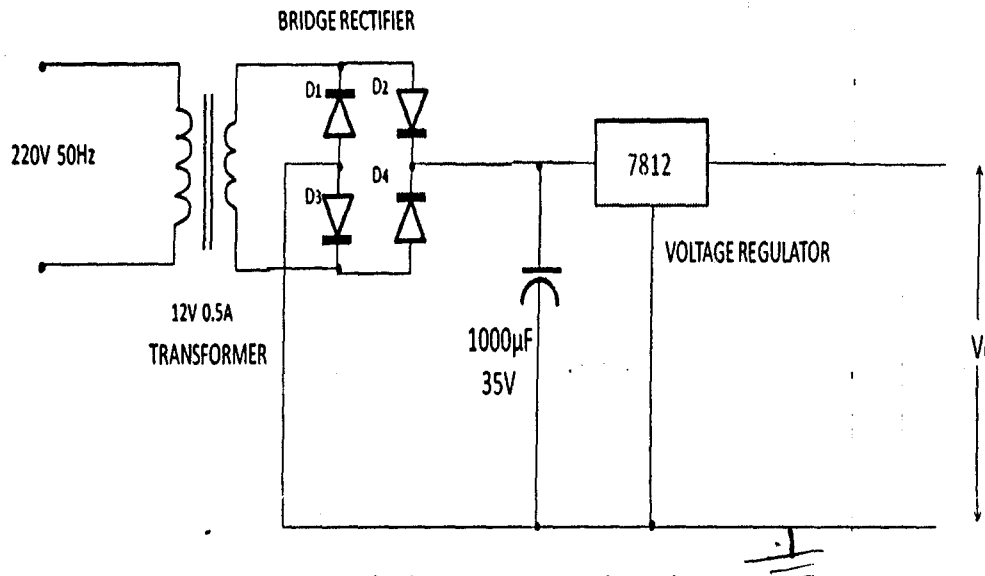 BRIDGE RECTIFIER
D1
D2
220V 50Hz
7812
D3
D4
VOLTAGE REGULATOR
12V 0.5A
TRANSFORMER
1000µF
35V